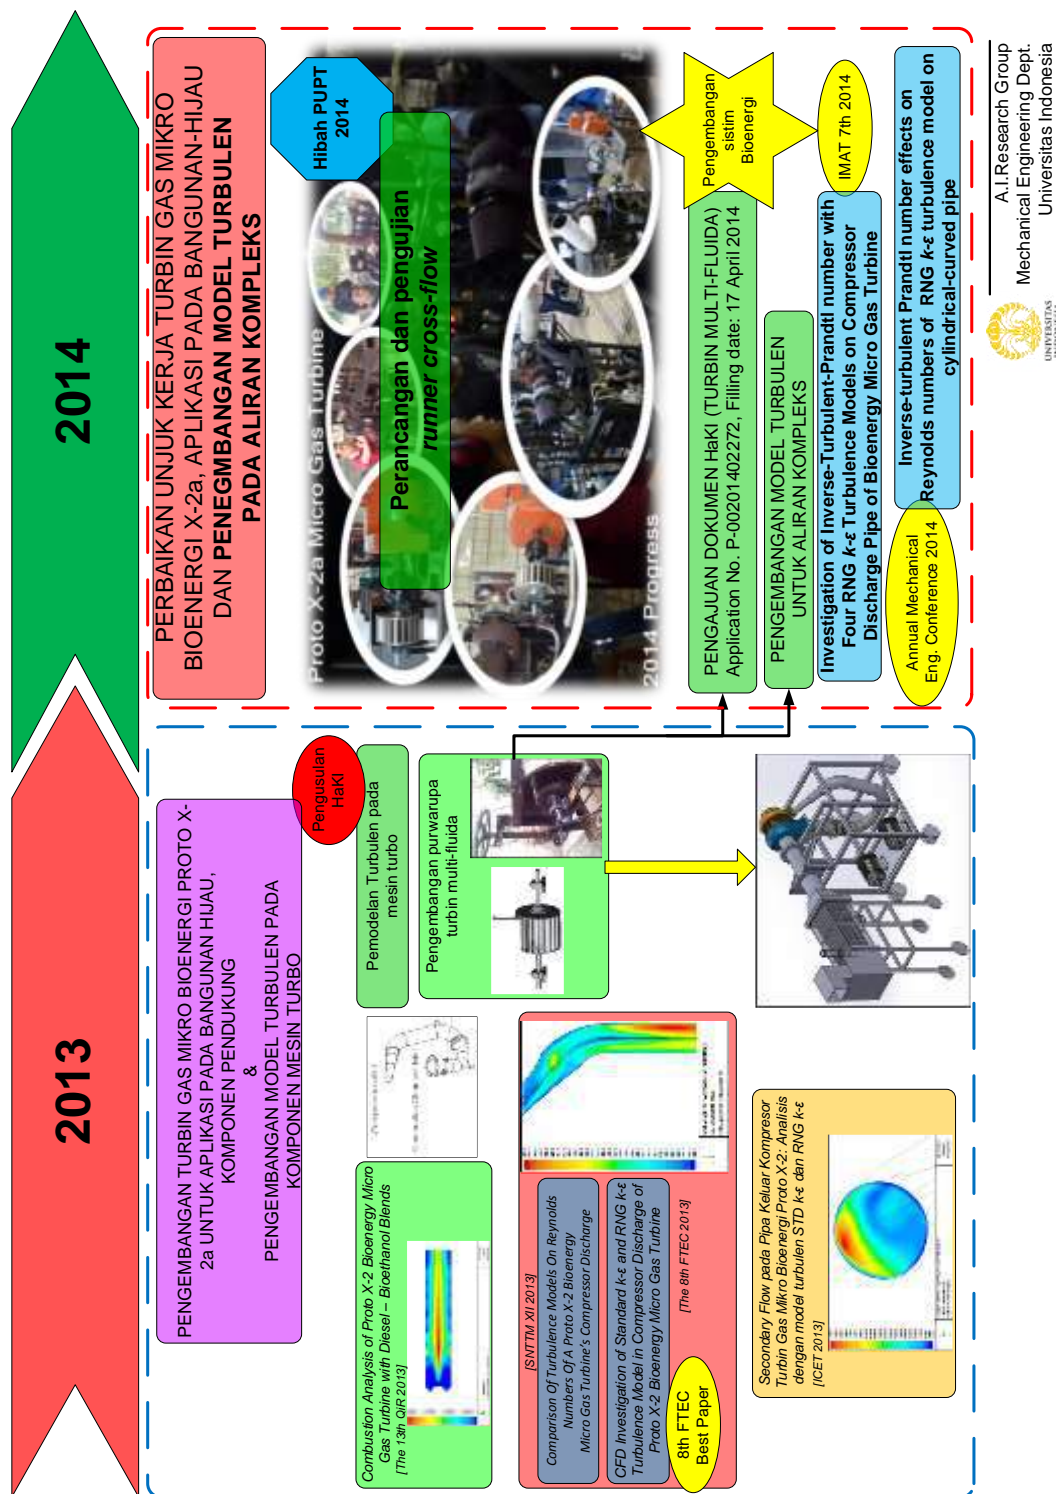 2013
2014
PENGEMBANGAN TURBIN GAS MIKRO BIOENERGI PROTO X-
2a UNTUK APLIKASI PADA BANGUNAN HIJAU,
KOMPONEN PENDUKUNG
&
PENGEMBANGAN MODEL TURBULEN PADA
KOMPONEN MESIN TURBO
Pengusulan
HaKI
Combustion Analysis of Proto X-2 Bioenergy Micro
Gas Turbine with Diesel – Bioethanol Blends
[The 13th QiR 2013]
Pemodelan Turbulen pada
mesin turbo
Pengembangan purwarupa
turbin multi-fluida
[SNTTM XII 2013]
Comparison Of Turbulence Models On Reynolds
Numbers Of A Proto X-2 Bioenergy
Micro Gas Turbine's Compressor Discharge
CFD Investigation of Standard k-ε and RNG k-ε
Turbulence Model in Compressor Discharge of
Proto X-2 Bioenergy Micro Gas Turbine
[The 8th FTEC 2013]
8th FTEC
Best Paper
Secondary Flow pada Pipa Keluar Kompresor
Turbin Gas Mikro Bioenergi Proto X-2: Analisis
dengan model turbulen STD k-ε dan RNG k-ε
[ICET 2013]
PERBAIKAN UNJUK KERJA TURBIN GAS MIKRO
BIOENERGI X-2a, APLIKASI PADA BANGUNAN-HIJAU
DAN PENEGMBANGAN MODEL TURBULEN
PADA ALIRAN KOMPLEKS
Hibah PUPT
2014
Proto X-2a Micro Gas Turbine
Perancangan dan pengujian
runner cross-flow
2014 Progress
Pengembangan
sistim
Bioenergi
PENGAJUAN DOKUMEN HaKI (TURBIN MULTI-FLUIDA)
Application No. P-00201402272, Filling date: 17 April 2014
PENGEMBANGAN MODEL TURBULEN
UNTUK ALIRAN KOMPLEKS
IMAT 7th 2014
Investigation of Inverse-Turbulent-Prandtl number with
Four RNG k-ε Turbulence Models on Compressor
Discharge Pipe of Bioenergy Micro Gas Turbine
Annual Mechanical
Eng. Conference 2014
Inverse-turbulent Prandtl number effects on
Reynolds numbers of RNG k-ε turbulence model on
cylindrical-curved pipe
A.I.Research Group
Mechanical Engineering Dept.
Universitas Indonesia
UNIVERSITAS